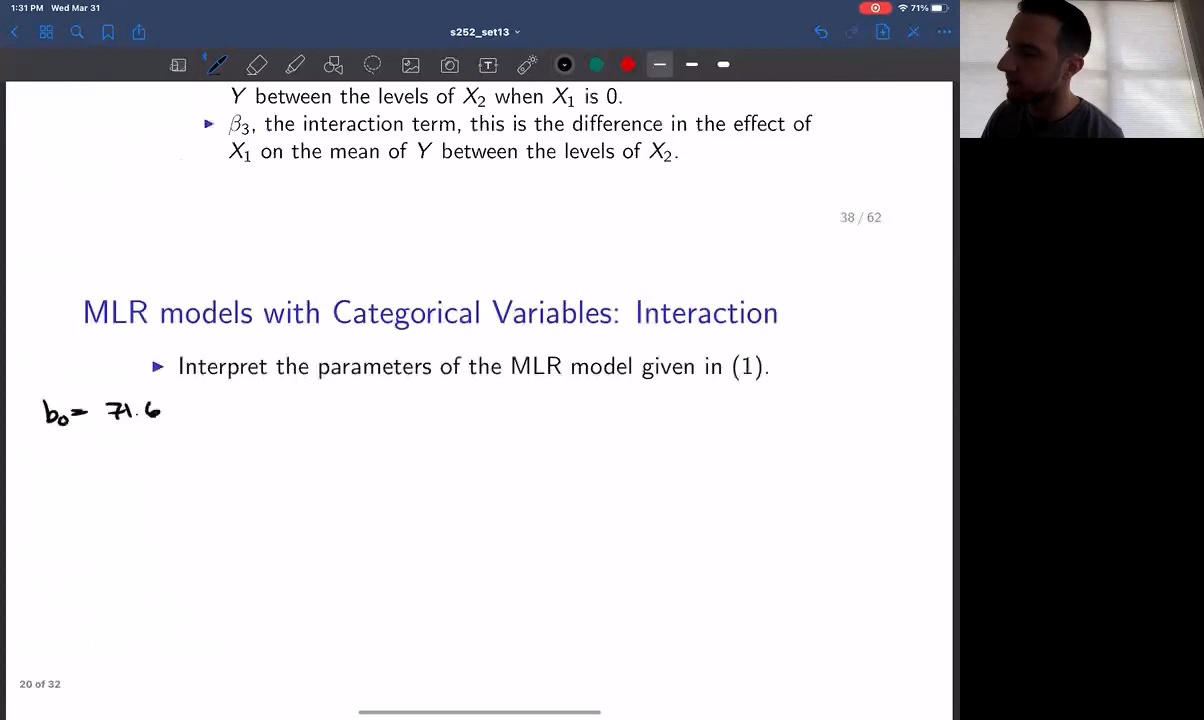 1:31 PM Wed Mar 31
71%
s252_set13
Y between the levels of X₂ when X₁ is 0.
▶ β₃, the interaction term, this is the difference in the effect of
X₁ on the mean of Y between the levels of X₂.
38 / 62
MLR models with Categorical Variables: Interaction
▶ Interpret the parameters of the MLR model given in (1).
b₀= 71.6
20 of 32